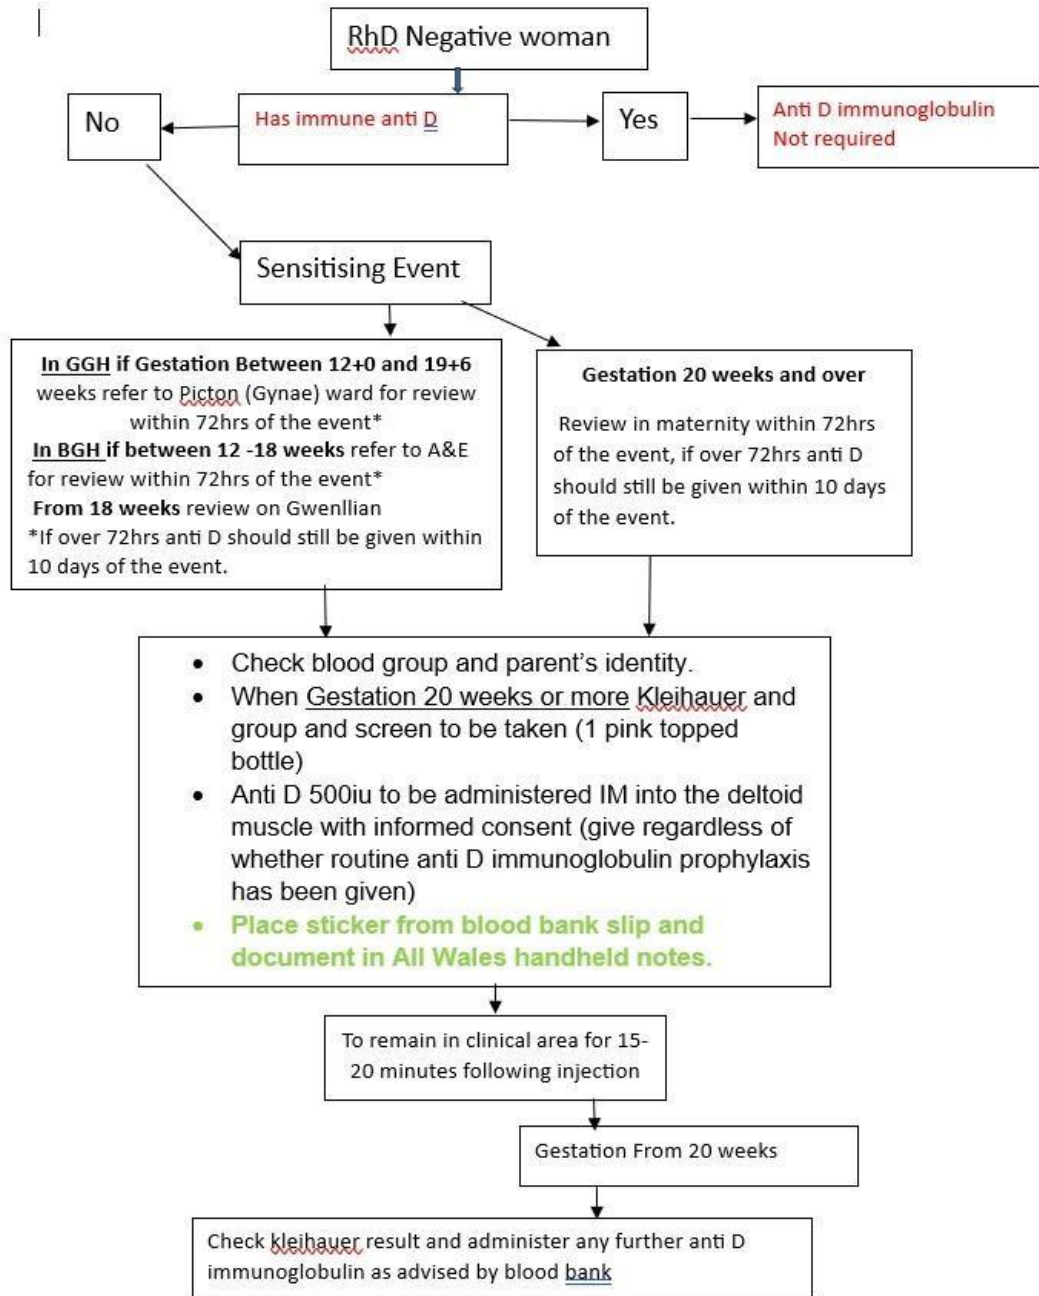 RhD Negative woman
No
Has immune anti D
Yes
Anti D immunoglobulin
Not required
Sensitising Event
In GGH if Gestation Between 12+0 and 19+6
weeks refer to Picton (Gynae) ward for review
within 72hrs of the event*
In BGH if between 12 -18 weeks refer to A&E
for review within 72hrs of the event*
From 18 weeks review on Gwenllian
*If over 72hrs anti D should still be given within
10 days of the event.
Gestation 20 weeks and over
Review in maternity within 72hrs
of the event, if over 72hrs anti D
should still be given within 10 days
of the event.
• Check blood group and parent’s identity.
• When Gestation 20 weeks or more Kleihauer and
group and screen to be taken (1 pink topped
bottle)
• Anti D 500iu to be administered IM into the deltoid
muscle with informed consent (give regardless of
whether routine anti D immunoglobulin prophylaxis
has been given)
• Place sticker from blood bank slip and
document in All Wales handheld notes.
To remain in clinical area for 15-
20 minutes following injection
Gestation From 20 weeks
Check kleihauer result and administer any further anti D
immunoglobulin as advised by blood bank